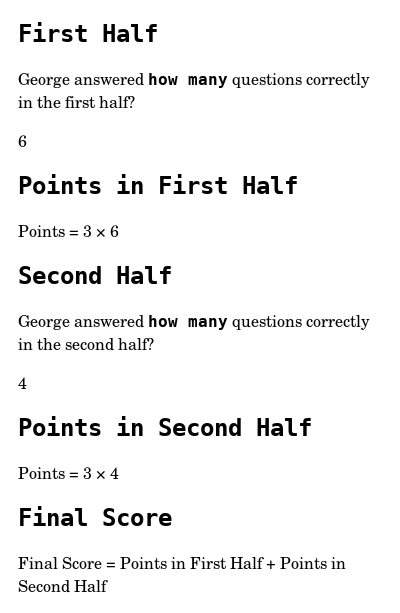 First Half
George answered how many questions correctly
in the first half?
6
Points in First Half
Points = 3 × 6
Second Half
George answered how many questions correctly
in the second half?
4
Points in Second Half
Points = 3 × 4
Final Score
Final Score = Points in First Half + Points in
Second Half